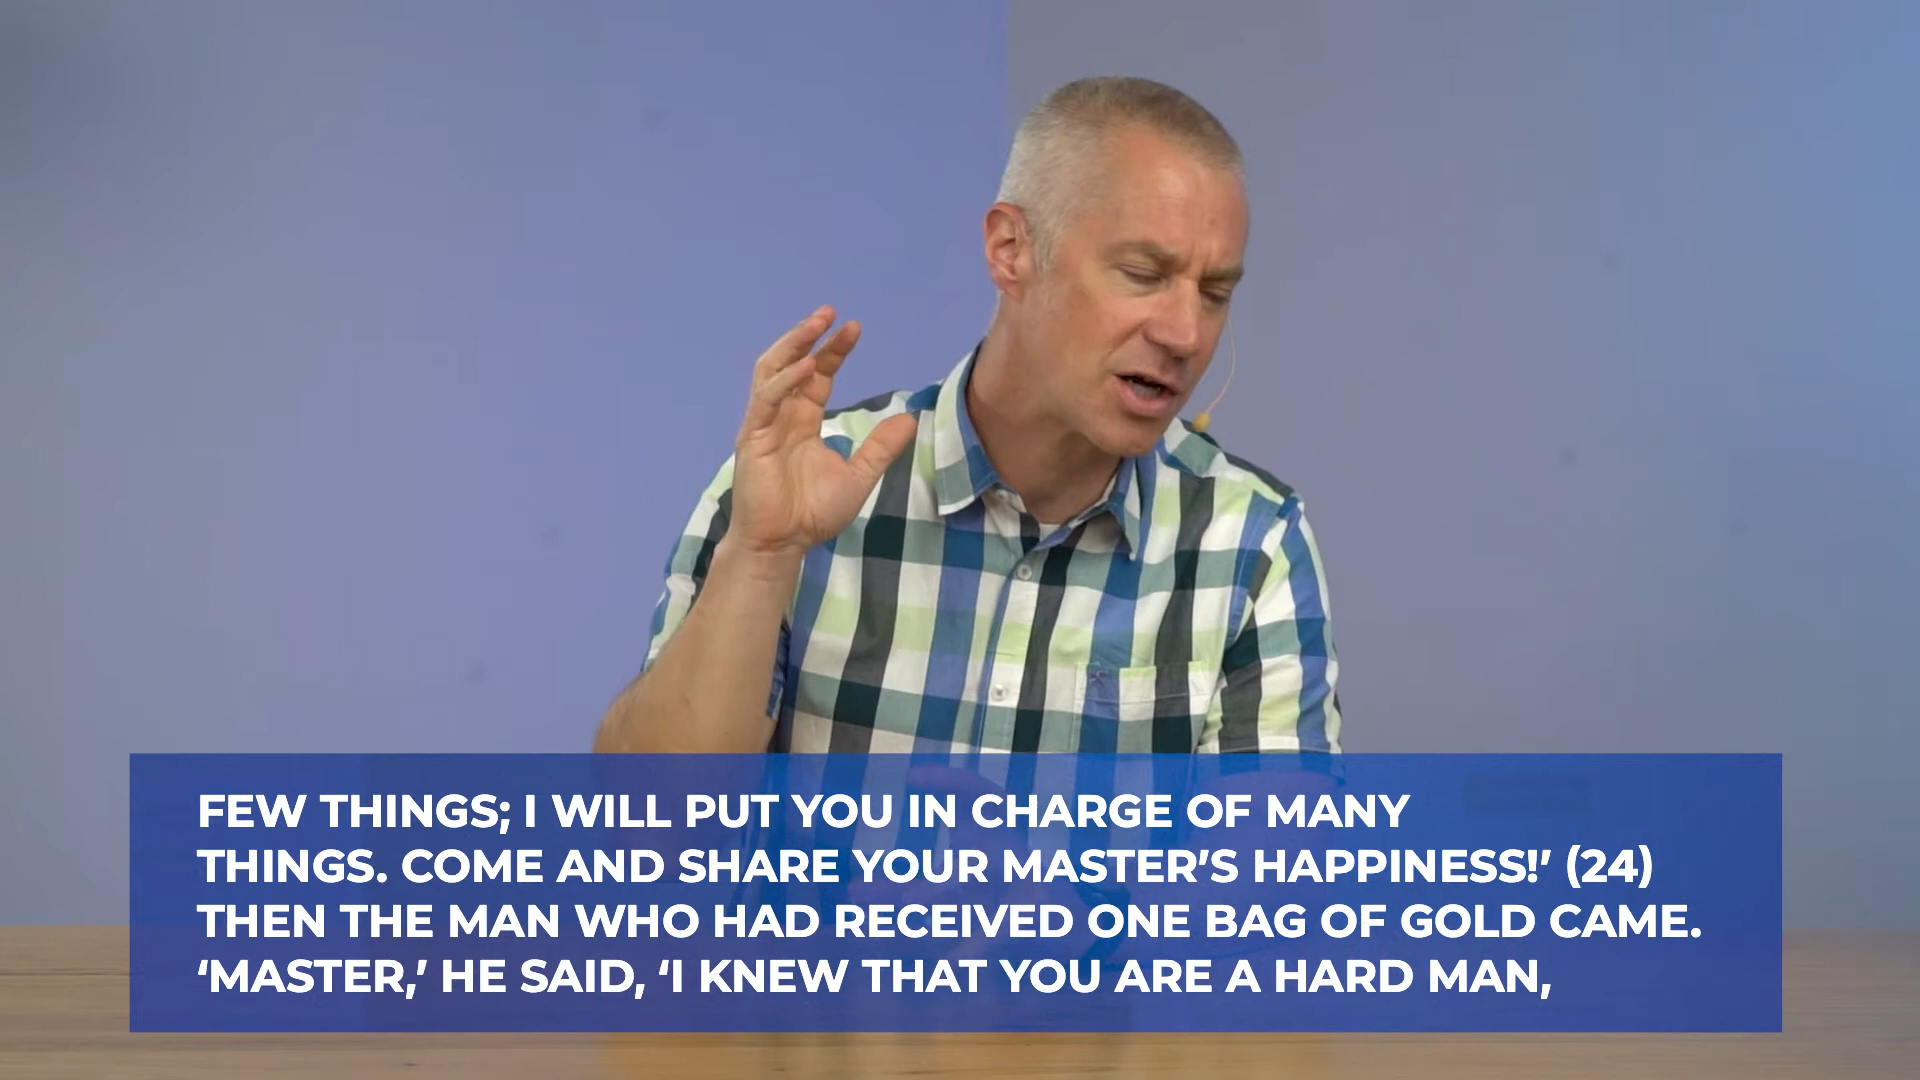 FEW THINGS; I WILL PUT YOU IN CHARGE OF MANY
THINGS. COME AND SHARE YOUR MASTER’S HAPPINESS!’ (24)
THEN THE MAN WHO HAD RECEIVED ONE BAG OF GOLD CAME.
‘MASTER,’ HE SAID, ‘I KNEW THAT YOU ARE A HARD MAN,